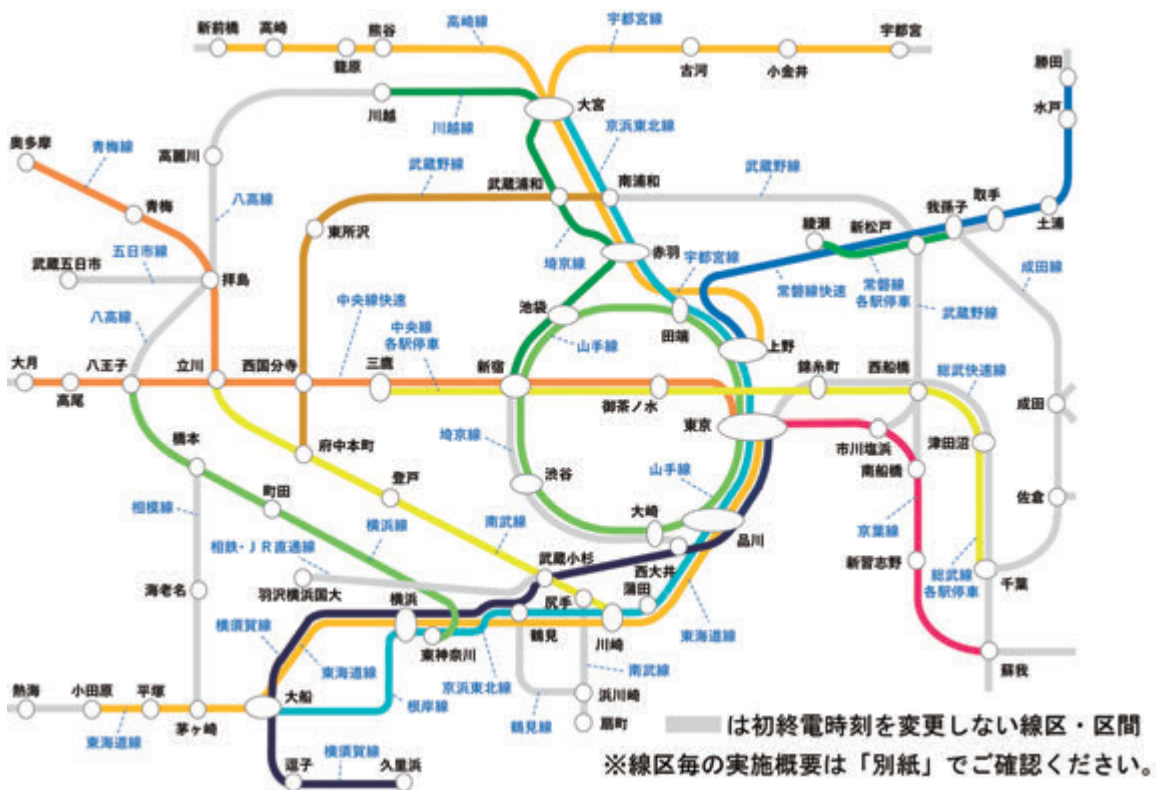 新前橋
高崎
籠原
熊谷
高崎線
宇都宮線
古河
小金井
宇都宮
勝田
水戸
大宮
川越
川越線
京浜東北線
奥多摩
青梅線
高麗川
武蔵野線
武蔵浦和
南浦和
武蔵野線
取手
我孫子
新松戸
綾瀬
土浦
青梅
八高線
東所沢
赤羽
五日市線
武蔵五日市
拝島
埼京線
宇都宮線
常磐線快速
常磐線
各駅停車
成田線
武蔵野線
八高線
中央線快速
中央線
各駅停車
池袋
山手線
田端
上野
大月
高尾
八王子
立川
西国分寺
三鷹
新宿
御茶ノ水
錦糸町
西船橋
総武快速線
成田
橋本
府中本町
埼京線
東京
市川塩浜
津田沼
登戸
渋谷
山手線
南船橋
町田
相模線
横浜線
南武線
大崎
品川
佐倉
京葉線
相鉄・JR直通線
武蔵小杉
西大井
新習志野
総武線
各駅停車
千葉
海老名
羽沢横浜国大
横浜
尻手
蒲田
川崎
東海道線
横須賀線
東海道線
東神奈川
鶴見
京浜東北線
南武線
蘇我
熱海
小田原
平塚
茅ヶ崎
大船
根岸線
鶴見線
浜川崎
扇町
東海道線
逗子
横須賀線
久里浜
は初終電時刻を変更しない線区・区間
※線区毎の実施概要は「別紙」でご確認ください。